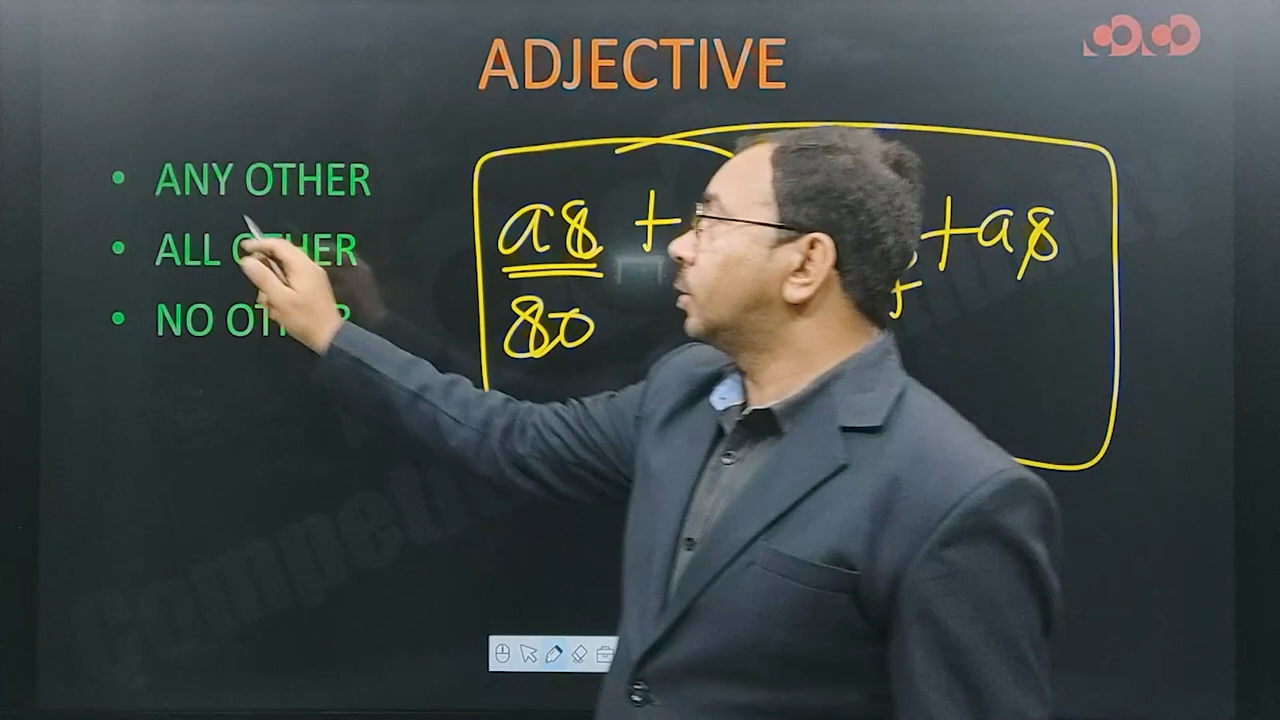 ADJECTIVE
• ANY OTHER
• ALL OTHER
• NO OTHER
as + + as
so